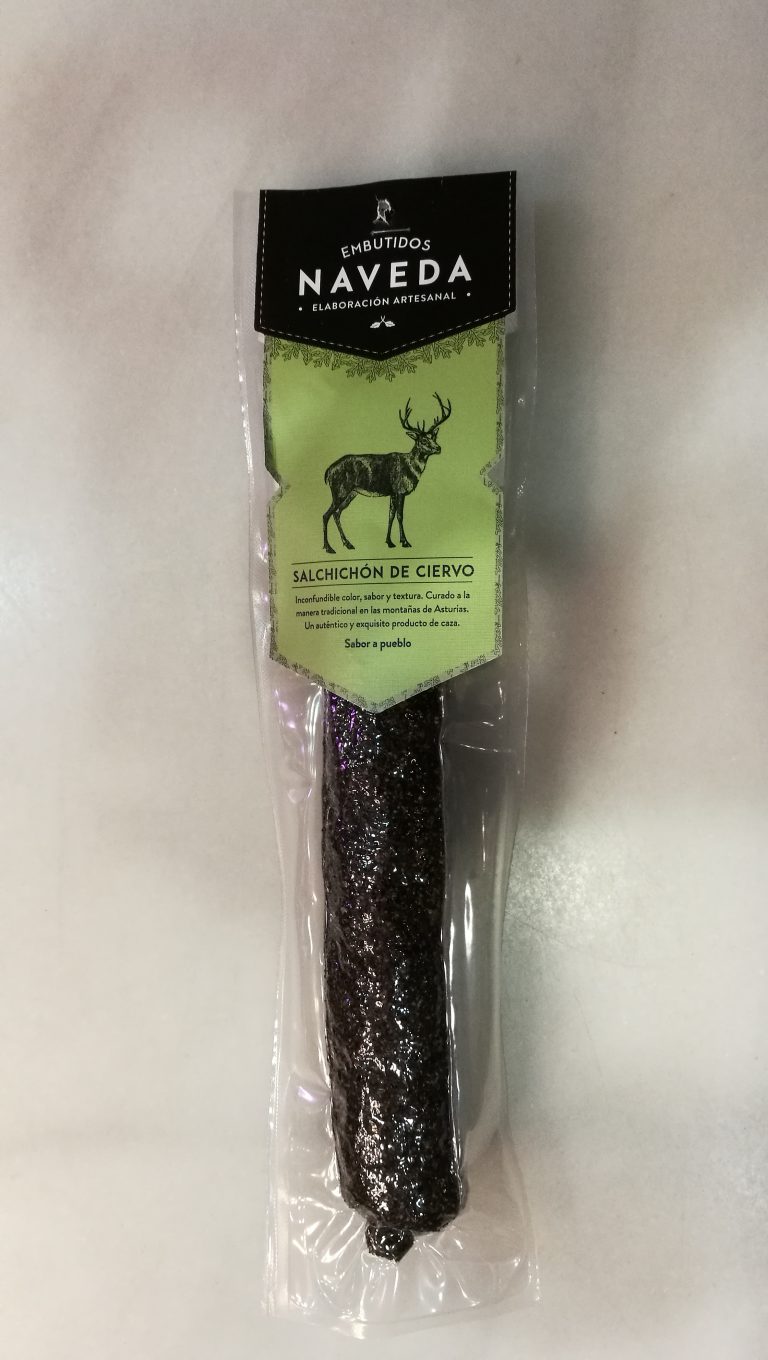 EMBUTIDOS
NAVEDA
• ELABORACIÓN ARTESANAL •
SALCHICHÓN DE CIERVO
Inconfundible color, sabor y textura. Curado a la
manera tradicional en las montañas de Asturias.
Un auténtico y exquisito producto de caza.
Sabor a pueblo